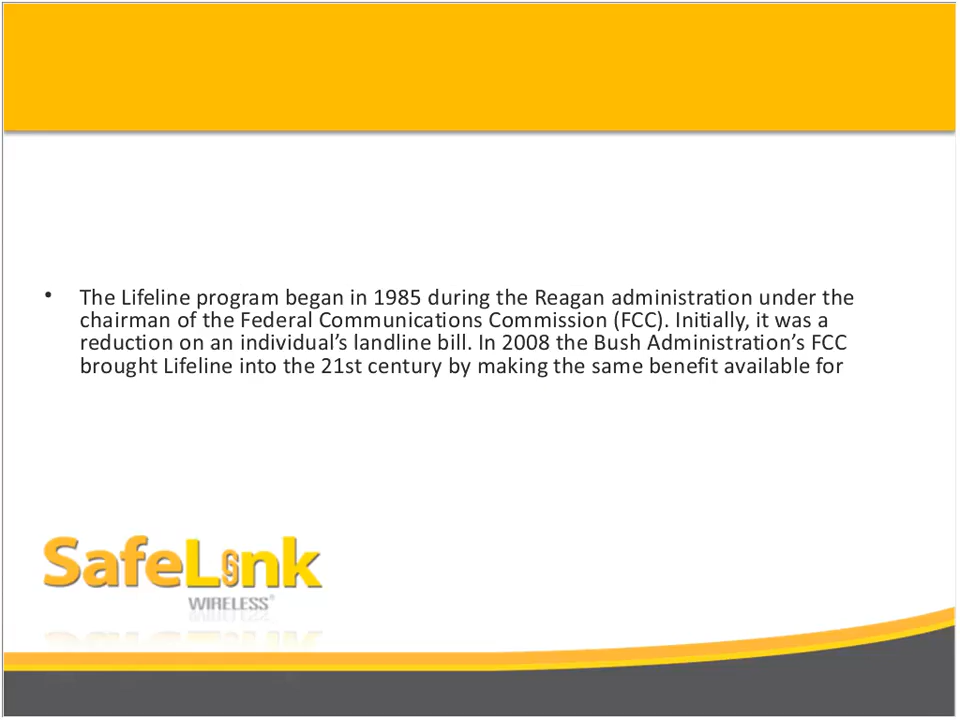 • The Lifeline program began in 1985 during the Reagan administration under the
chairman of the Federal Communications Commission (FCC). Initially, it was a
reduction on an individual’s landline bill. In 2008 the Bush Administration’s FCC
brought Lifeline into the 21st century by making the same benefit available for
SafeLink
WIRELESS®